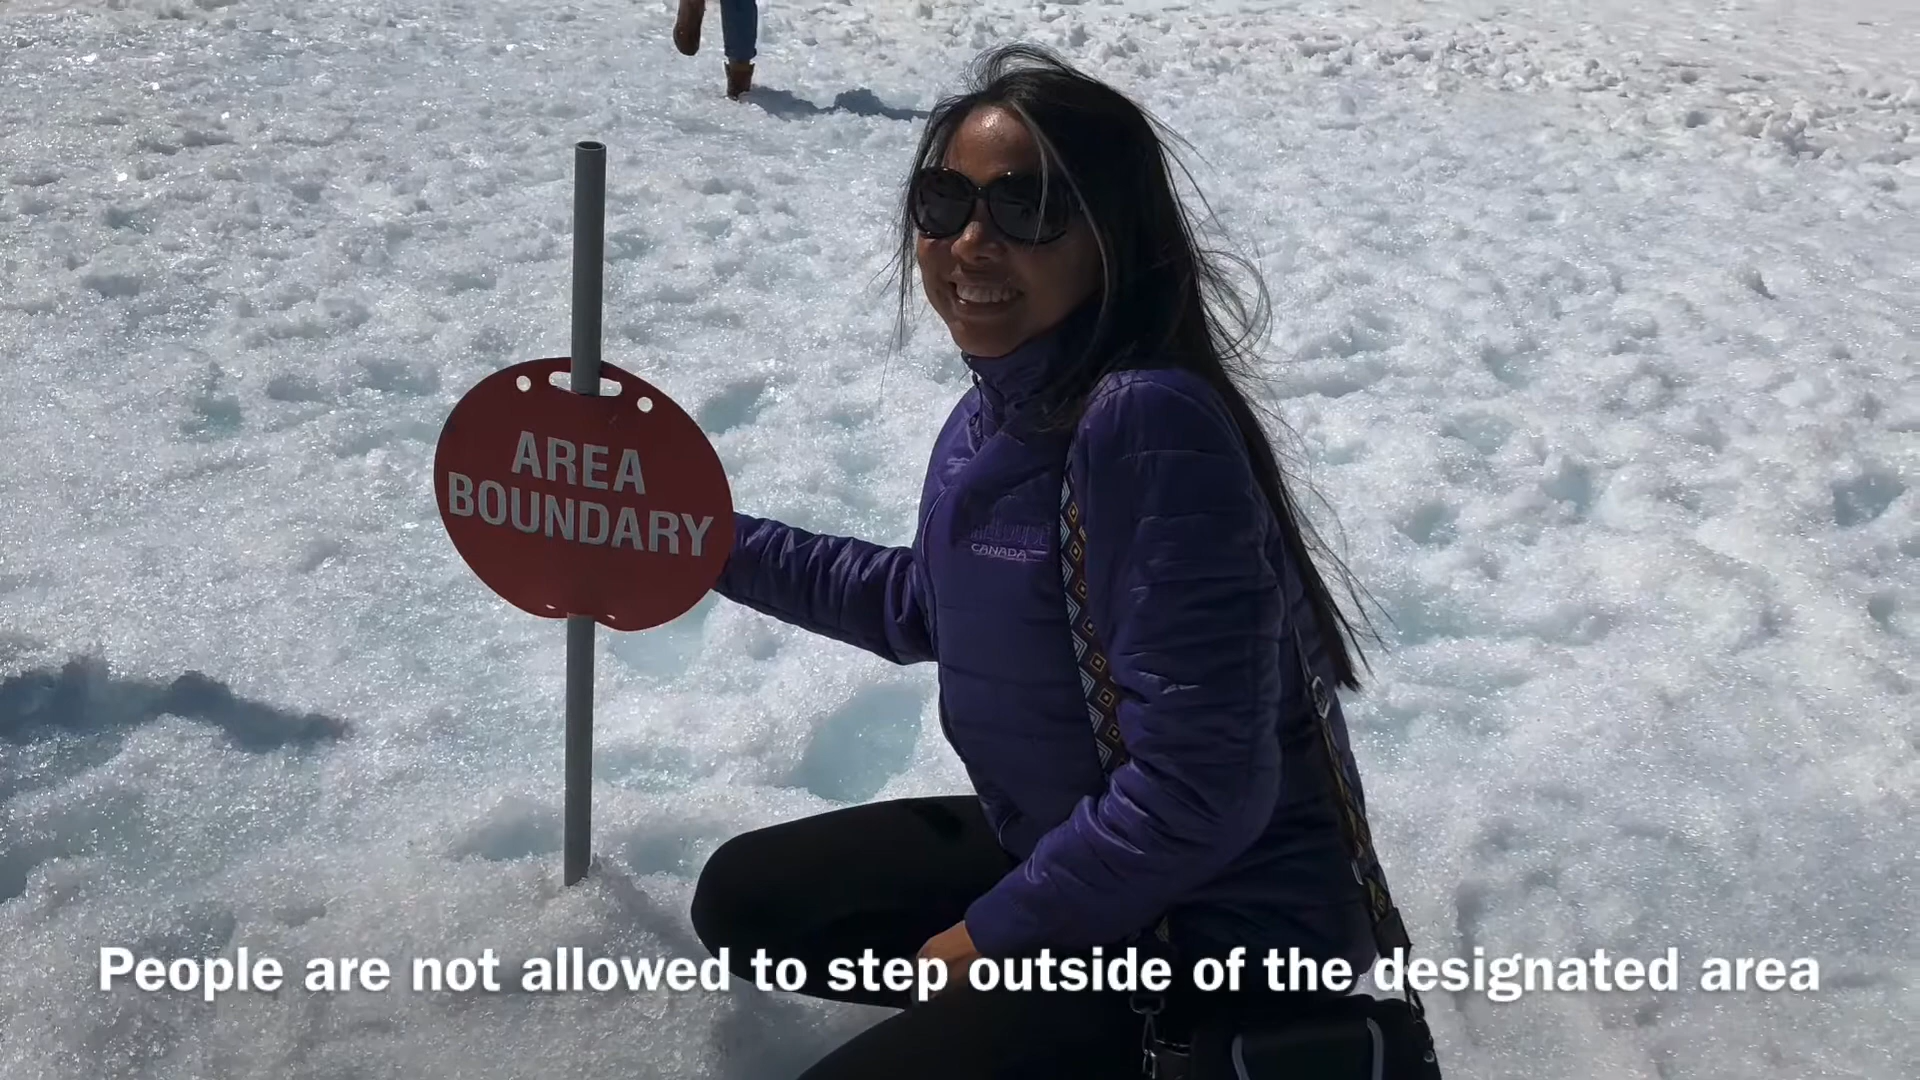 AREA
BOUNDARY
CANADA
People are not allowed to step outside of the designated area